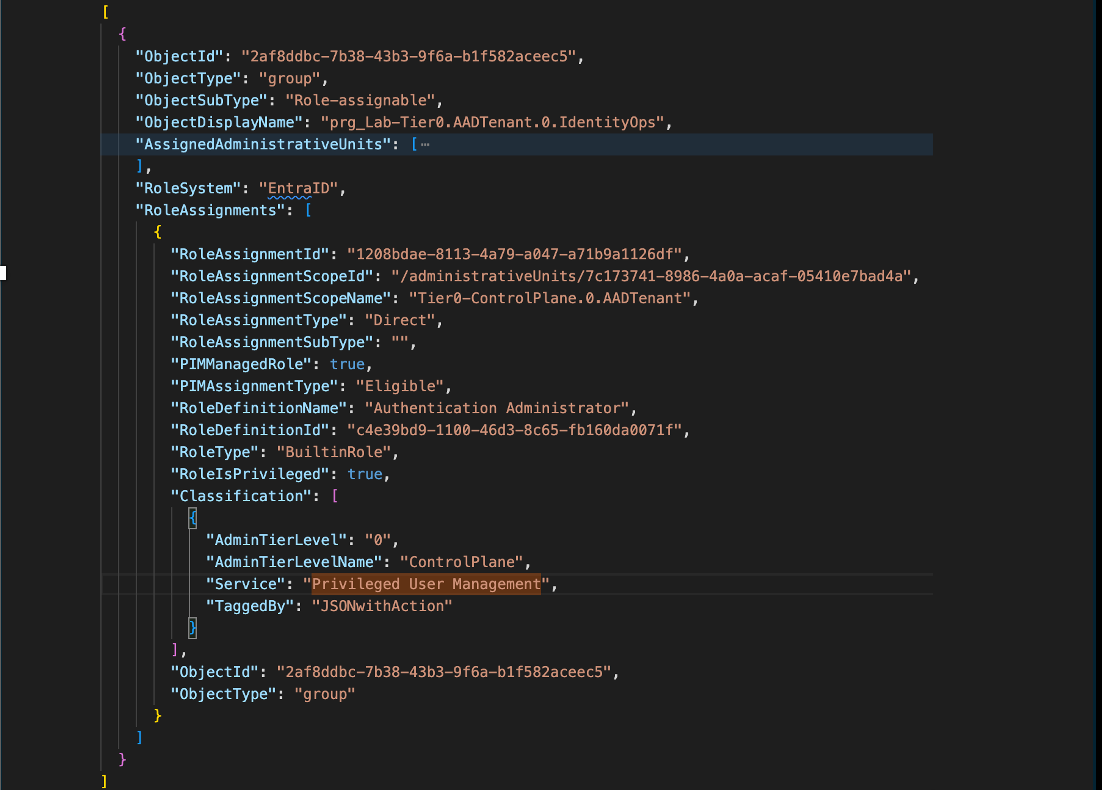 [
{
"ObjectId": "2af8ddbc-7b38-43b3-9f6a-b1f582aceec5",
"ObjectType": "group",
"ObjectSubType": "Role-assignable",
"ObjectDisplayName": "prg_Lab-Tier0.AADTenant.0.IdentityOps",
"AssignedAdministrativeUnits": [⋯
],
"RoleSystem": "EntraID",
"RoleAssignments": [
{
"RoleAssignmentId": "1208bdae-8113-4a79-a047-a71b9a1126df",
"RoleAssignmentScopeId": "/administrativeUnits/7c173741-8986-4a0a-acaf-05410e7bad4a",
"RoleAssignmentScopeName": "Tier0-ControlPlane.0.AADTenant",
"RoleAssignmentType": "Direct",
"RoleAssignmentSubType": "",
"PIMManagedRole": true,
"PIMAssignmentType": "Eligible",
"RoleDefinitionName": "Authentication Administrator",
"RoleDefinitionId": "c4e39bd9-1100-46d3-8c65-fb160da0071f",
"RoleType": "BuiltinRole",
"RoleIsPrivileged": true,
"Classification": [
{
"AdminTierLevel": "0",
"AdminTierLevelName": "ControlPlane",
"Service": "Privileged User Management",
"TaggedBy": "JSONwithAction"
}
],
"ObjectId": "2af8ddbc-7b38-43b3-9f6a-b1f582aceec5",
"ObjectType": "group"
}
]
}
]